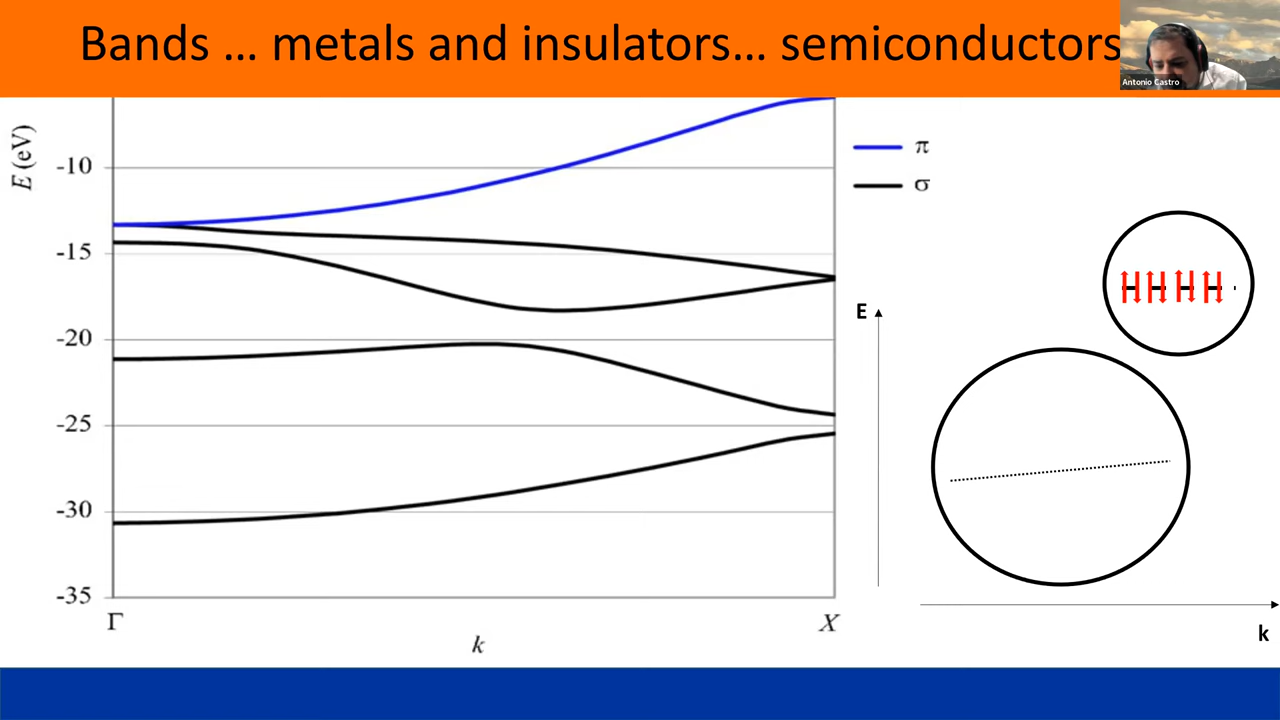 Bands … metals and insulators… semiconductors
Antonio Castro
E (eV)
-10
-15
-20
-25
-30
-35
Γ
X
k
π
σ
E
k